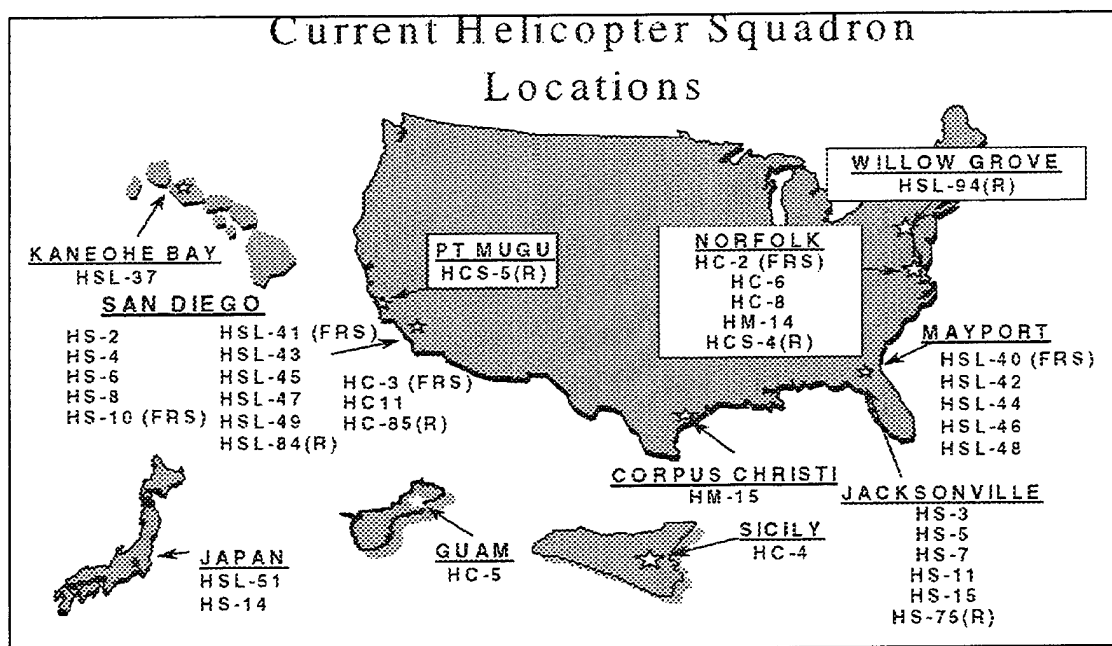 Current Helicopter Squadron
Locations
WILLOW GROVE
HSL-94(R)
KANEOHE BAY
HSL-37
PT MUGU
HCS-5(R)
NORFOLK
HC-2 (FRS)
HC-6
HC-8
HM-14
HCS-4(R)
SAN DIEGO
HS-2
HS-4
HS-6
HS-8
HS-10 (FRS)
HSL-41 (FRS)
HSL-43
HSL-45
HSL-47
HSL-49
HSL-84(R)
HC-3 (FRS)
HC11
HC-85(R)
MAYPORT
HSL-40 (FRS)
HSL-42
HSL-44
HSL-46
HSL-48
CORPUS CHRISTI
HM-15
JACKSONVILLE
HS-3
HS-5
HS-7
HS-11
HS-15
HS-75(R)
JAPAN
HSL-51
HS-14
GUAM
HC-5
SICILY
HC-4